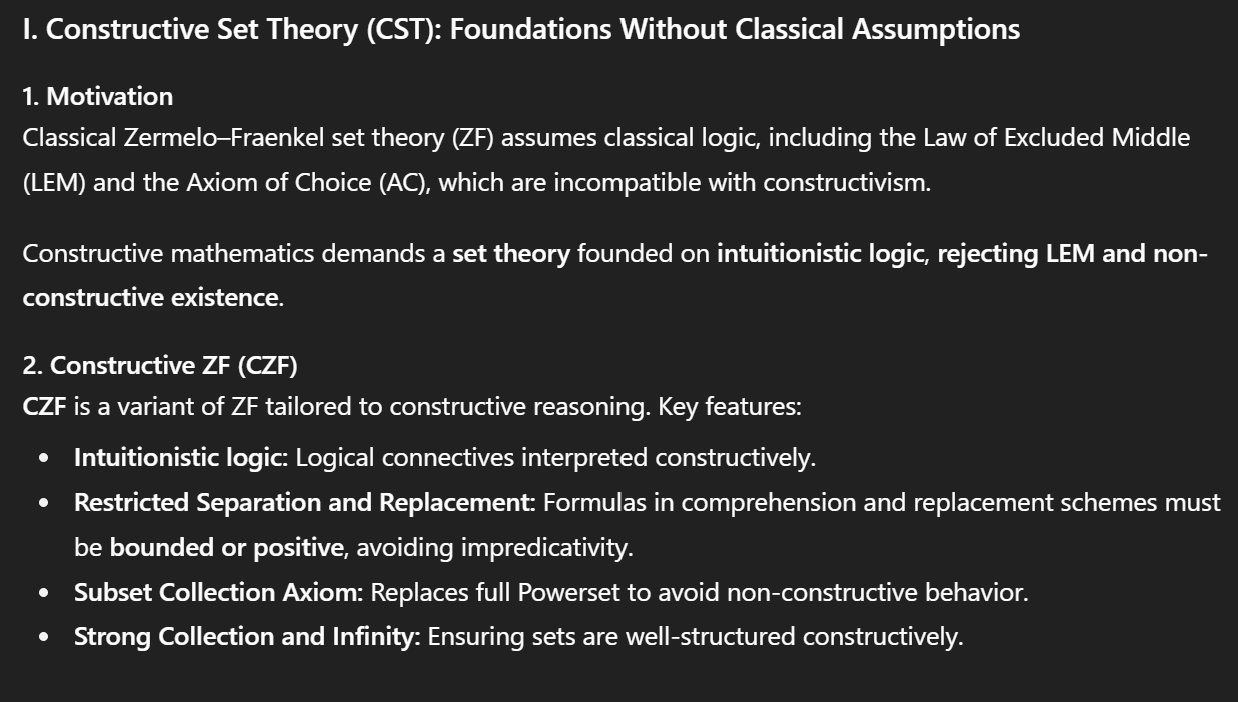 I. Constructive Set Theory (CST): Foundations Without Classical Assumptions
1. Motivation
Classical Zermelo–Fraenkel set theory (ZF) assumes classical logic, including the Law of Excluded Middle
(LEM) and the Axiom of Choice (AC), which are incompatible with constructivism.
Constructive mathematics demands a set theory founded on intuitionistic logic, rejecting LEM and non-
constructive existence.
2. Constructive ZF (CZF)
CZF is a variant of ZF tailored to constructive reasoning. Key features:
• Intuitionistic logic: Logical connectives interpreted constructively.
• Restricted Separation and Replacement: Formulas in comprehension and replacement schemes must
be bounded or positive, avoiding impredicativity.
• Subset Collection Axiom: Replaces full Powerset to avoid non-constructive behavior.
• Strong Collection and Infinity: Ensuring sets are well-structured constructively.